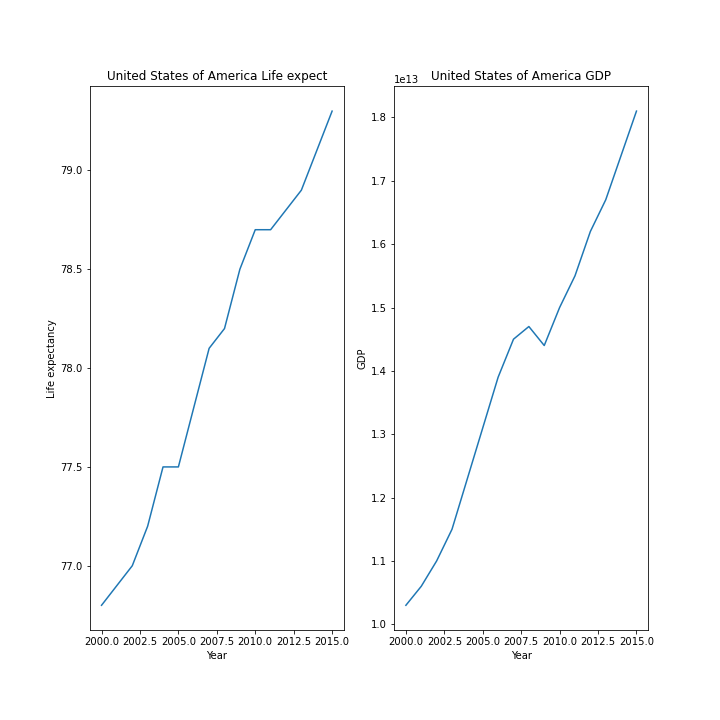 United States of America Life expect
79.0
78.5
78.0
77.5
77.0
Life expectancy
2000.0 2002.5 2005.0 2007.5 2010.0 2012.5 2015.0
Year
United States of America GDP
1e13
1.8
1.7
1.6
1.5
1.4
1.3
1.2
1.1
1.0
GDP
2000.0 2002.5 2005.0 2007.5 2010.0 2012.5 2015.0
Year